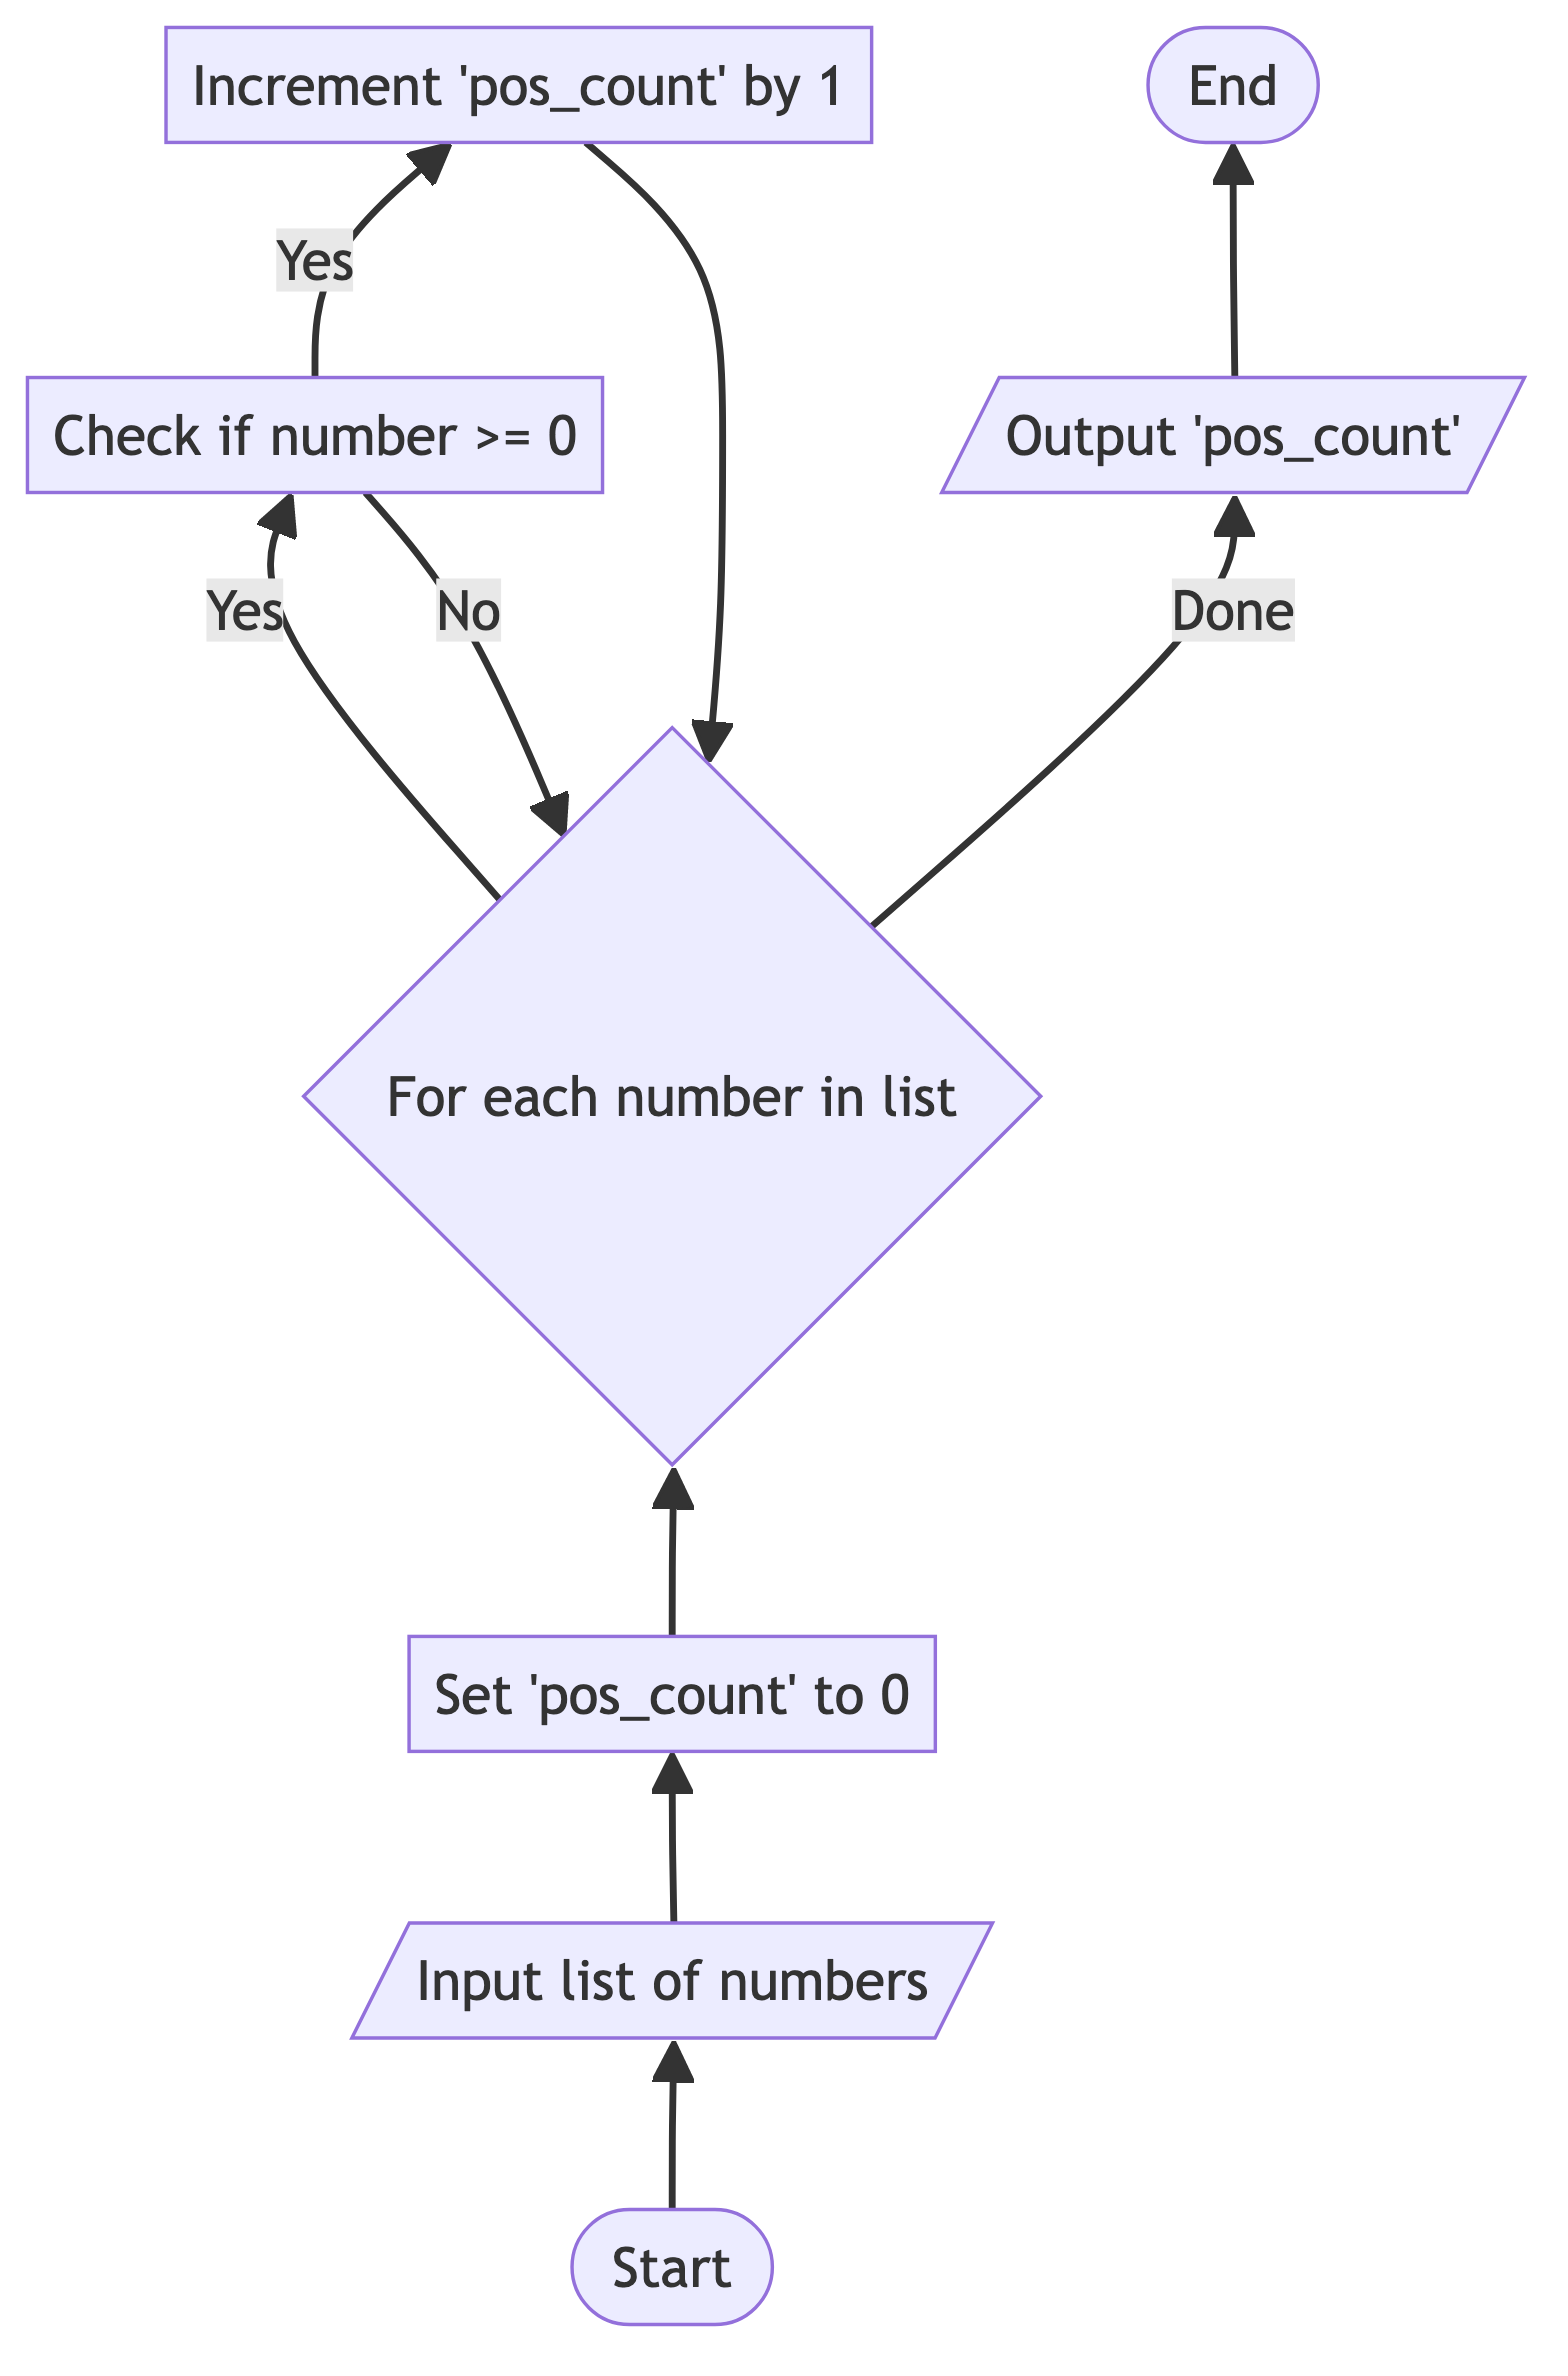 Increment 'pos_count' by 1
End
Yes
Check if number >= 0
Output 'pos_count'
Yes
No
Done
For each number in list
Set 'pos_count' to 0
Input list of numbers
Start